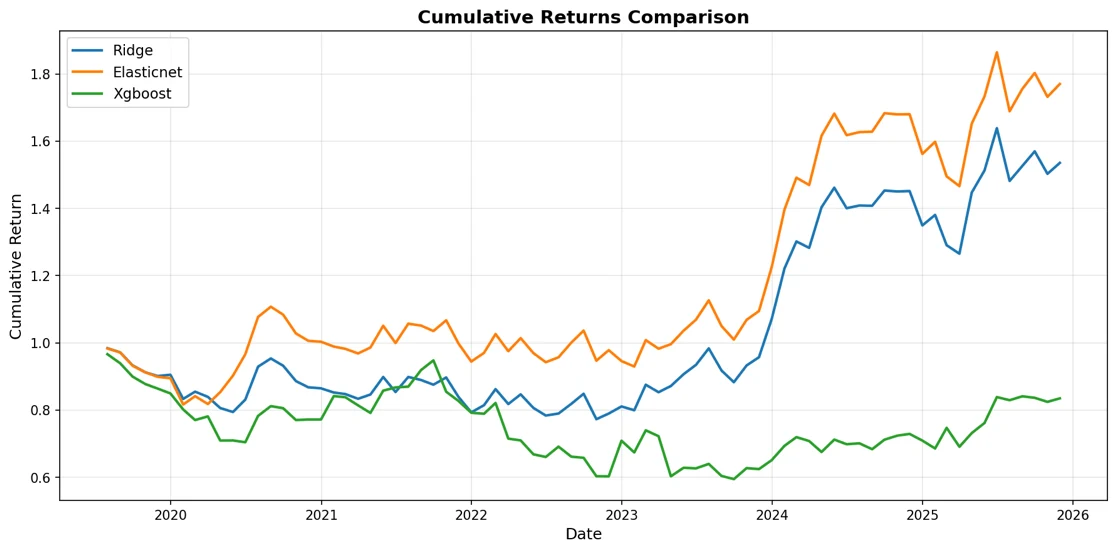 Cumulative Returns Comparison
Ridge
Elasticnet
Xgboost
1.8
1.6
1.4
1.2
1.0
0.8
0.6
Cumulative Return
2020
2021
2022
2023
2024
2025
2026
Date